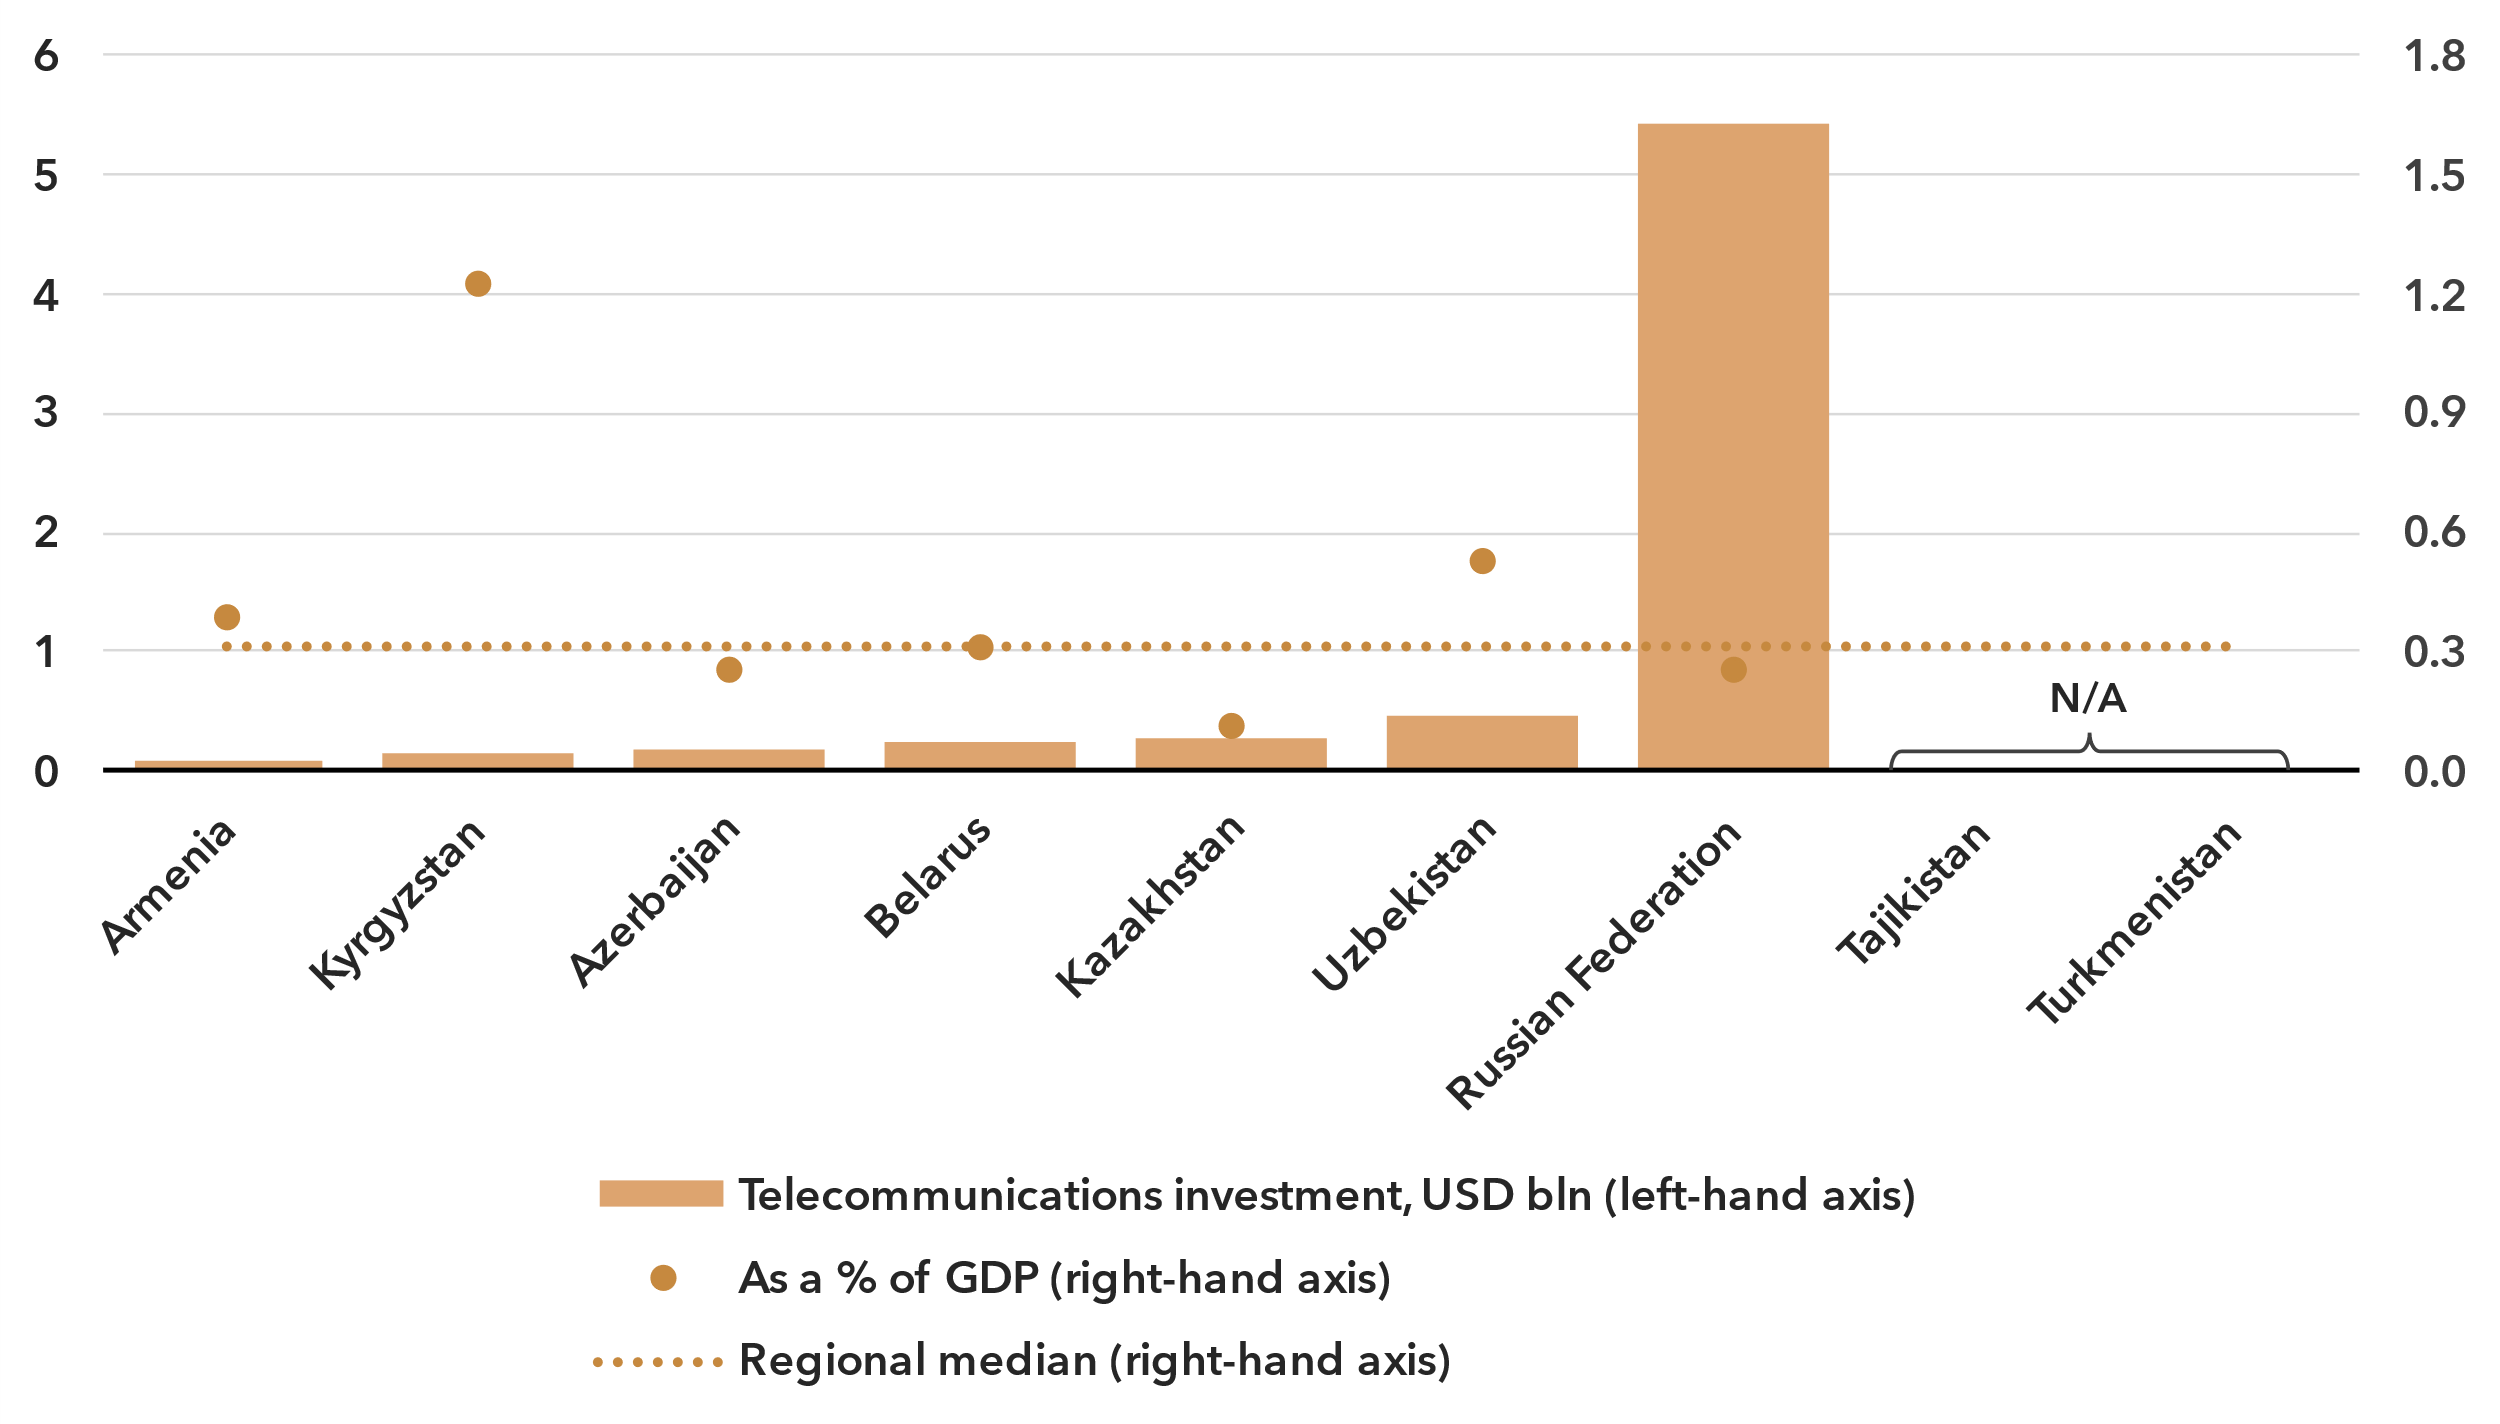 6 1.8
5 1.5
4 1.2
3 0.9
2 0.6
1 0.3
N/A
0 0.0
Armenia
Kyrgyzstan
Azerbaijan
Belarus
Kazakhstan
Uzbekistan
Russian Federation
Tajikistan
Turkmenistan
Telecommunications investment, USD bln (left-hand axis)
As a % of GDP (right-hand axis)
Regional median (right-hand axis)